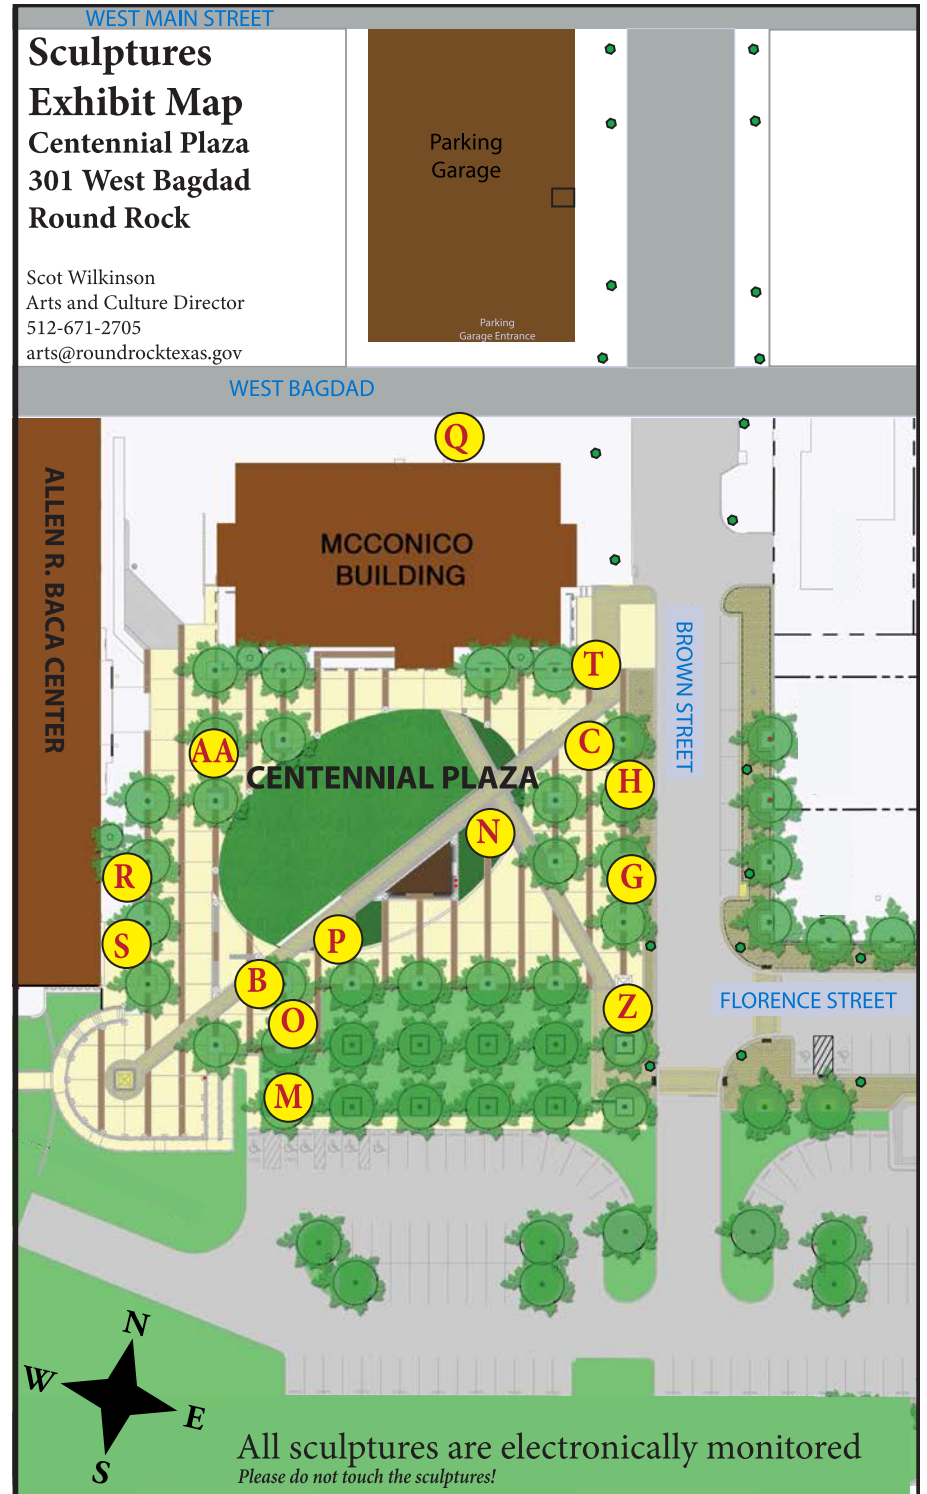 WEST MAIN STREET
Sculptures
Exhibit Map
Centennial Plaza
301 West Bagdad
Round Rock
Scot Wilkinson
Arts and Culture Director
512-671-2705
arts@roundrocktexas.gov
Parking
Garage
Parking
Garage Entrance
WEST BAGDAD
Q
ALLEN R. BACA CENTER
MCCONICO
BUILDING
BROWN STREET
T
C
AA
CENTENNIAL PLAZA
H
N
R
G
S
P
B
O
Z
FLORENCE STREET
M
N
W
E
S
All sculptures are electronically monitored
Please do not touch the sculptures!